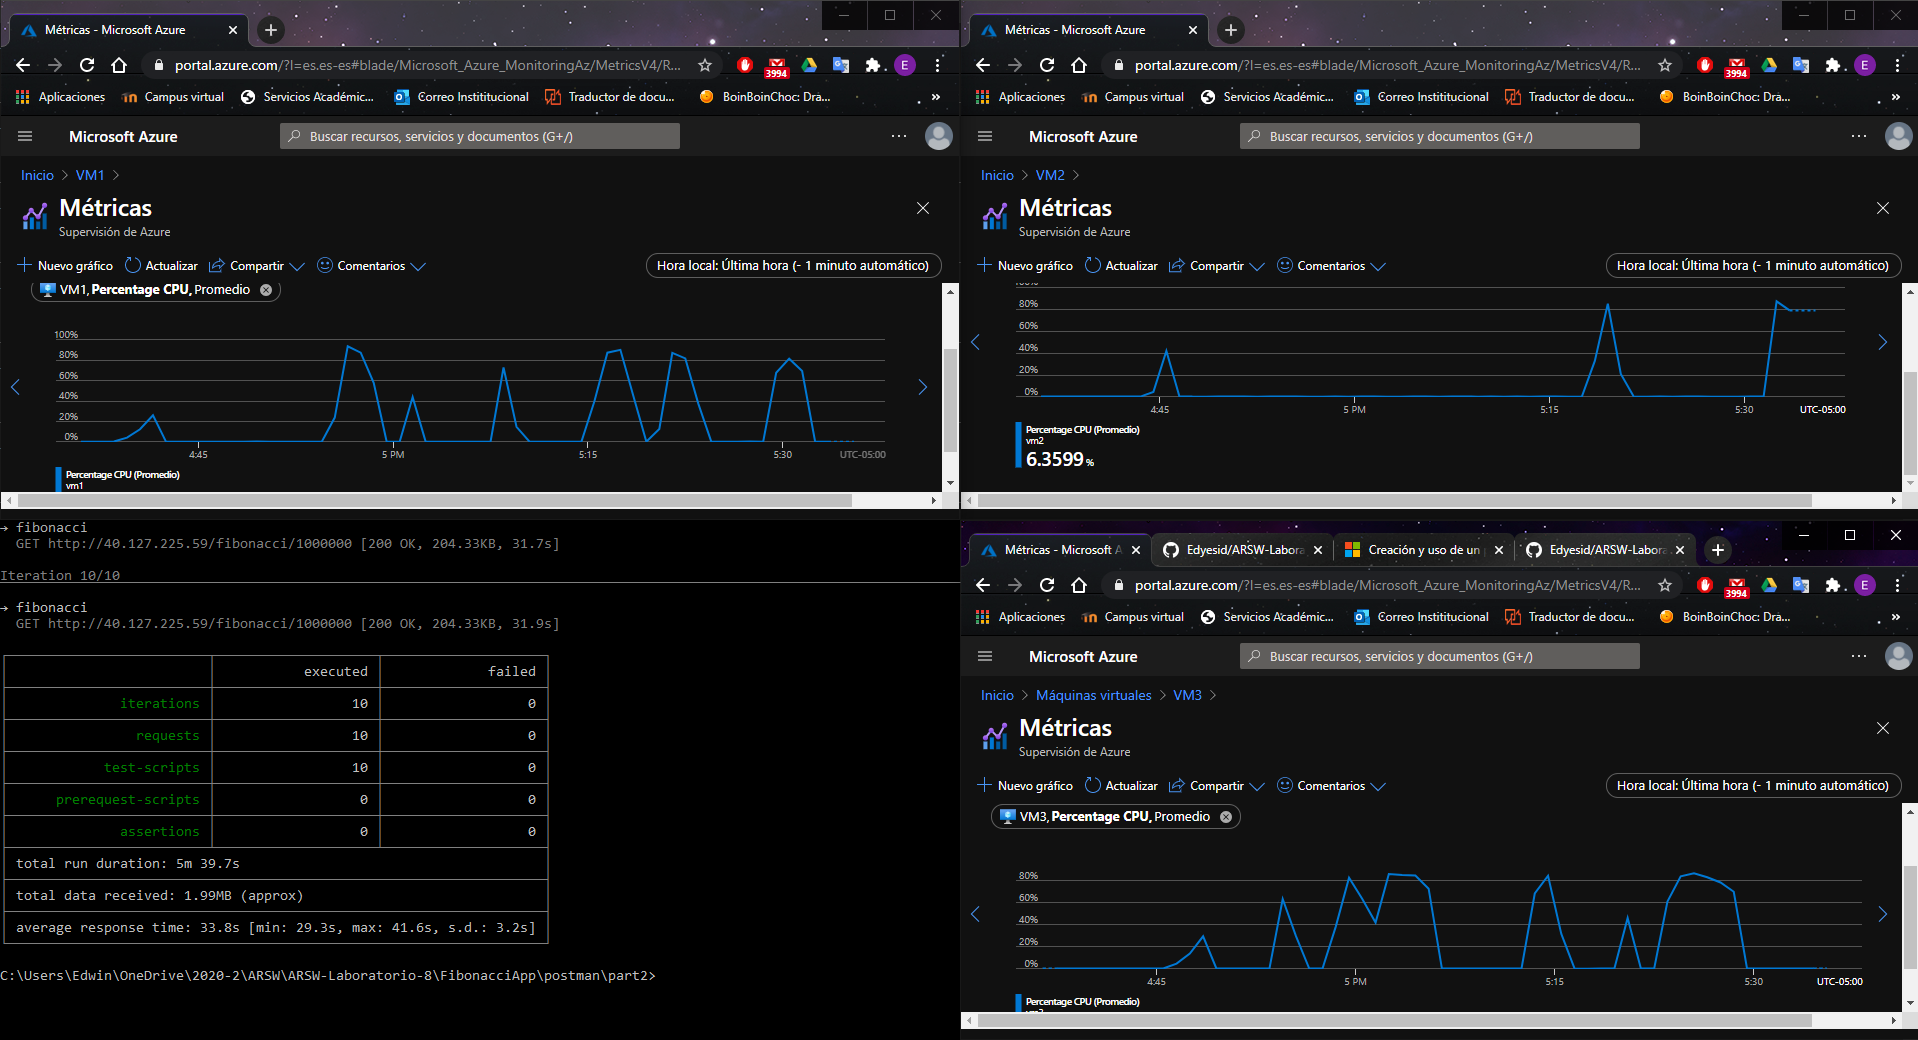 Métricas - Microsoft Azure
portal.azure.com/?l=es.es-es#blade/Microsoft_Azure_MonitoringAz/MetricsV4/R...
3994
E
Aplicaciones
Campus virtual
Servicios Académic...
Correo Instititucional
Traductor de docu...
BoinBoinChoc: Dra...
»
Microsoft Azure
Buscar recursos, servicios y documentos (G+/)
...
Inicio > VM1 >
Métricas
Supervisión de Azure
Nuevo gráfico
Actualizar
Compartir
Comentarios
Hora local: Última hora (- 1 minuto automático)
VM1, Percentage CPU, Promedio
100%
80%
60%
40%
20%
0%
4:45
5 PM
5:15
5:30
UTC-05:00
Percentage CPU (Promedio)
vm1
Métricas - Microsoft Azure
portal.azure.com/?l=es.es-es#blade/Microsoft_Azure_MonitoringAz/MetricsV4/R...
3994
E
Aplicaciones
Campus virtual
Servicios Académic...
Correo Instititucional
Traductor de docu...
BoinBoinChoc: Dra...
»
Microsoft Azure
Buscar recursos, servicios y documentos (G+/)
...
Inicio > VM2 >
Métricas
Supervisión de Azure
Nuevo gráfico
Actualizar
Compartir
Comentarios
Hora local: Última hora (- 1 minuto automático)
80%
60%
40%
20%
0%
4:45
5 PM
5:15
5:30
UTC-05:00
Percentage CPU (Promedio)
vm2
6.3599 %
→ fibonacci
GET http://40.127.225.59/fibonacci/1000000 [200 OK, 204.33KB, 31.7s]
Iteration 10/10
→ fibonacci
GET http://40.127.225.59/fibonacci/1000000 [200 OK, 204.33KB, 31.9s]
executed failed
iterations 10 0
requests 10 0
test-scripts 10 0
prerequest-scripts 0 0
assertions 0 0
total run duration: 5m 39.7s
total data received: 1.99MB (approx)
average response time: 33.8s [min: 29.3s, max: 41.6s, s.d.: 3.2s]
C:\Users\Edwin\OneDrive\2020-2\ARSW\ARSW-Laboratorio-8\FibonacciApp\postman\part2>
Métricas - Microsoft A
Edyesid/ARSW-Labora
Creación y uso de un
Edyesid/ARSW-Labora
portal.azure.com/?l=es.es-es#blade/Microsoft_Azure_MonitoringAz/MetricsV4/R...
3994
E
Aplicaciones
Campus virtual
Servicios Académic...
Correo Instititucional
Traductor de docu...
BoinBoinChoc: Dra...
»
Microsoft Azure
Buscar recursos, servicios y documentos (G+/)
...
Inicio > Máquinas virtuales > VM3 >
Métricas
Supervisión de Azure
Nuevo gráfico
Actualizar
Compartir
Comentarios
Hora local: Última hora (- 1 minuto automático)
VM3, Percentage CPU, Promedio
80%
60%
40%
20%
0%
4:45
5 PM
5:15
5:30
UTC-05:00
Percentage CPU (Promedio)